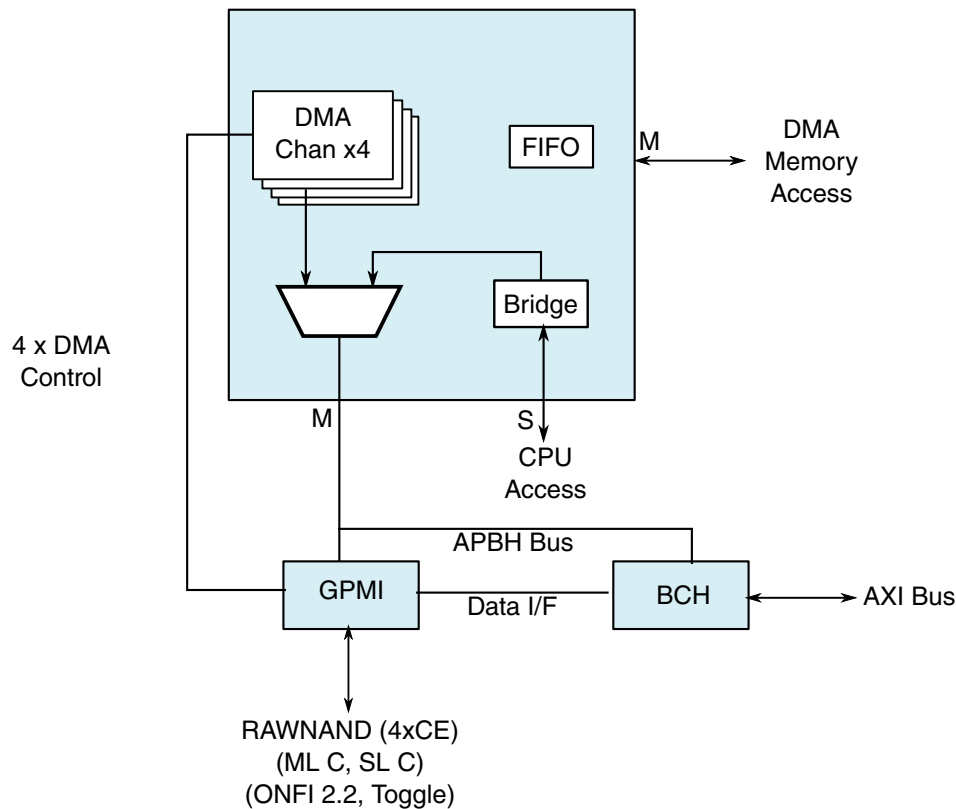 DMA
Chan x4
FIFO
M
DMA
Memory
Access
Bridge
4 x DMA
Control
M
S
CPU
Access
APBH Bus
GPMI
Data I/F
BCH
AXI Bus
RAWNAND (4xCE)
(ML C, SL C)
(ONFI 2.2, Toggle)